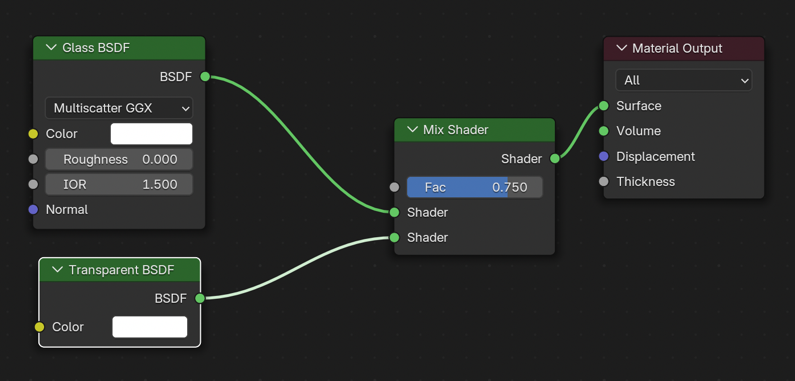 Glass BSDF
BSDF
Multiscatter GGX
Color
Roughness 0.000
IOR 1.500
Normal
Transparent BSDF
BSDF
Color
Mix Shader
Shader
Fac 0.750
Shader
Shader
Material Output
All
Surface
Volume
Displacement
Thickness